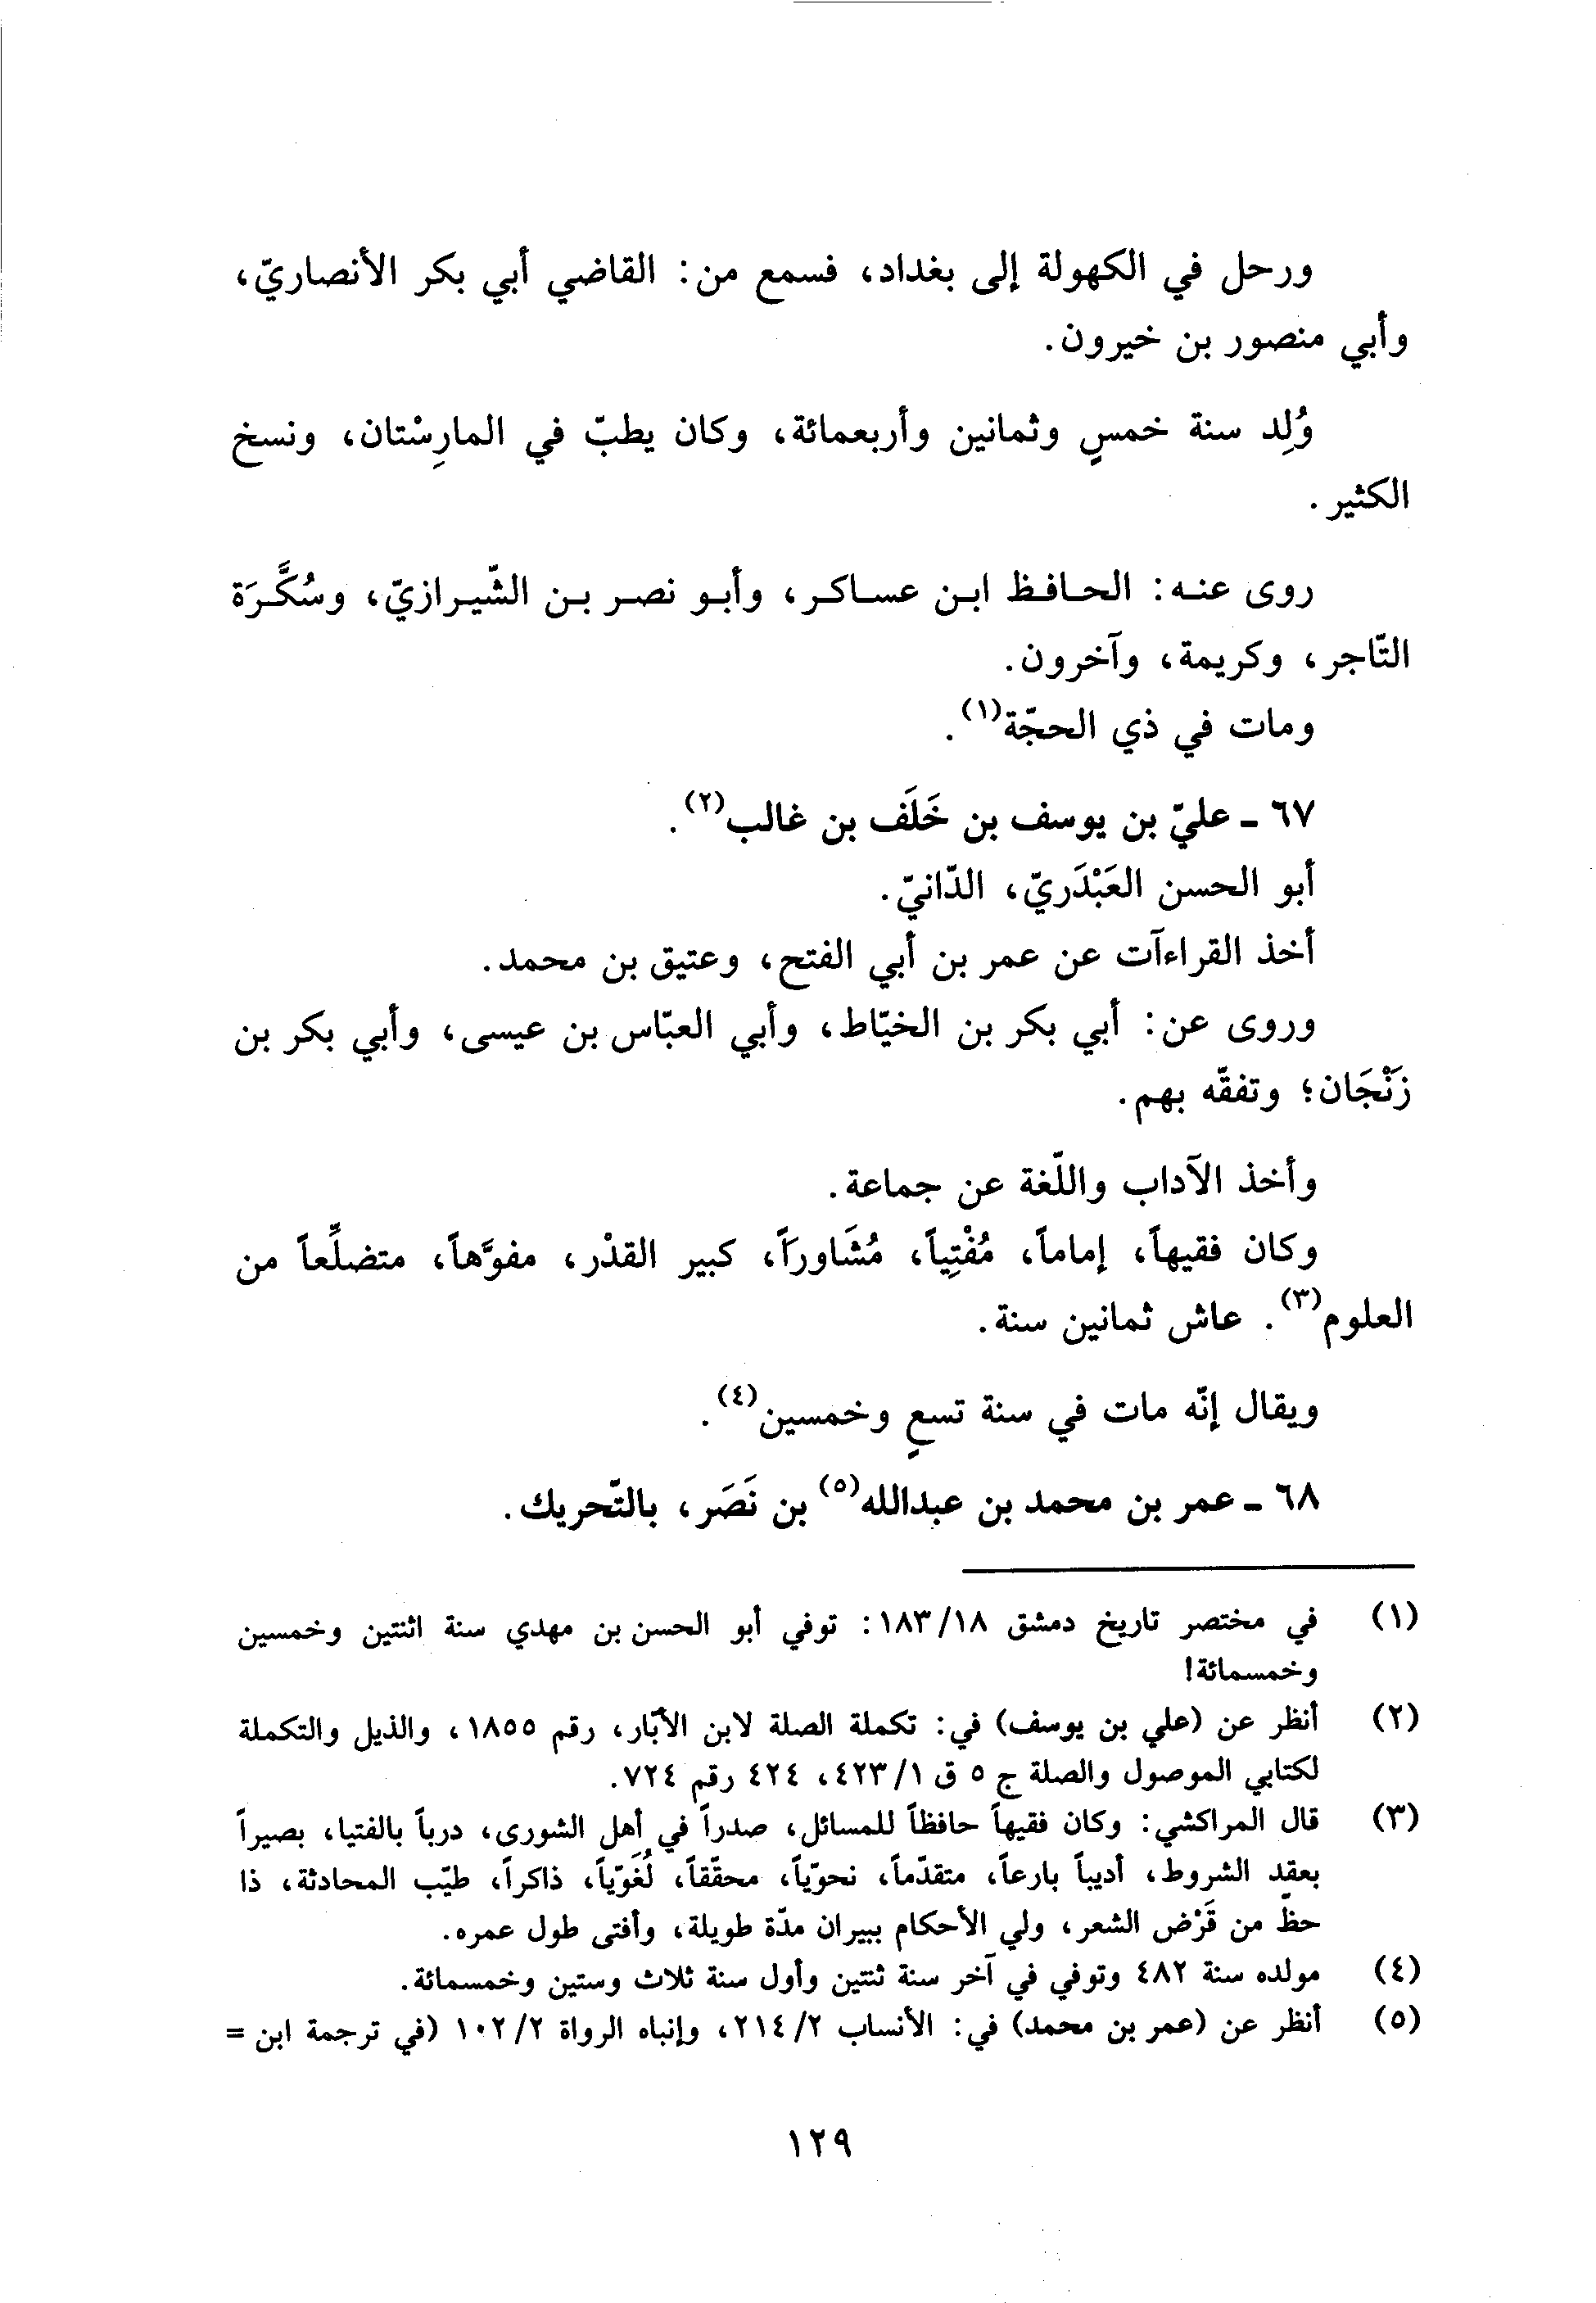 ورحل في الكهولة إلى بغداد، فسمع من: القاضي أبي بكر الأنصاريّ،
وأبي منصور بن خيرون.
وُلِد سنة خمسٍ وثمانين وأربعمائة، وكان يطبّ في المارِسْتان، ونسخ
الكثير.
روى عنه: الحافظ ابن عساكر، وأبو نصر بن الشّيرازيّ، وسُكَّرَة
التّاجر، وكريمة، وآخرون.
ومات في ذي الحجّة(١).
٦٧ ـ عليّ بن يوسف بن خَلَف بن غالب(٢).
أبو الحسن العَبْدَريّ، الدّانيّ.
أخذ القراءآت عن عمر بن أبي الفتح، وعتيق بن محمد.
وروى عن: أبي بكر بن الخيّاط، وأبي العبّاس بن عيسى، وأبي بكر بن
زَنْجَان؛ وتفقّه بهم.
وأخذ الآداب واللّغة عن جماعة.
وكان فقيهاً، إماماً، مُفْتِياً، مُشَاوراً، كبير القدْر، مفوَّهاً، متضلِّعاً من
العلوم(٣). عاش ثمانين سنة.
ويقال إنّه مات في سنة تسعٍ وخمسين(٤).
٦٨ ـ عمر بن محمد بن عبدالله(٥) بن نَصَر، بالتّحريك.
(١) في مختصر تاريخ دمشق ١٨٣/١٨: توفي أبو الحسن بن مهدي سنة اثنتين وخمسين
وخمسمائة!
(٢) أنظر عن (علي بن يوسف) في: تكملة الصلة لابن الأبّار، رقم ١٨٥٥، والذيل والتكملة
لكتابي الموصول والصلة ج ٥ ق ٤٢٣/١، ٤٢٤ رقم ٧٢٤.
(٣) قال المراكشي: وكان فقيهاً حافظاً للمسائل، صدراً في أهل الشورى، درباً بالفتيا، بصيراً
بعقد الشروط، أديباً بارعاً، متقدّماً، نحويّاً، محقّقاً، لُغَويّاً، ذاكراً، طيّب المحادثة، ذا
حظّ من قَرْض الشعر، ولي الأحكام ببيران مدّة طويلة، وأفتى طول عمره.
(٤) مولده سنة ٤٨٢ وتوفي في آخر سنة ثنتين وأول سنة ثلاث وستين وخمسمائة.
(٥) أنظر عن (عمر بن محمد) في: الأنساب ٢١٤/٢، وإنباه الرواة ١٠٢/٢ (في ترجمة ابن =
١٢٩